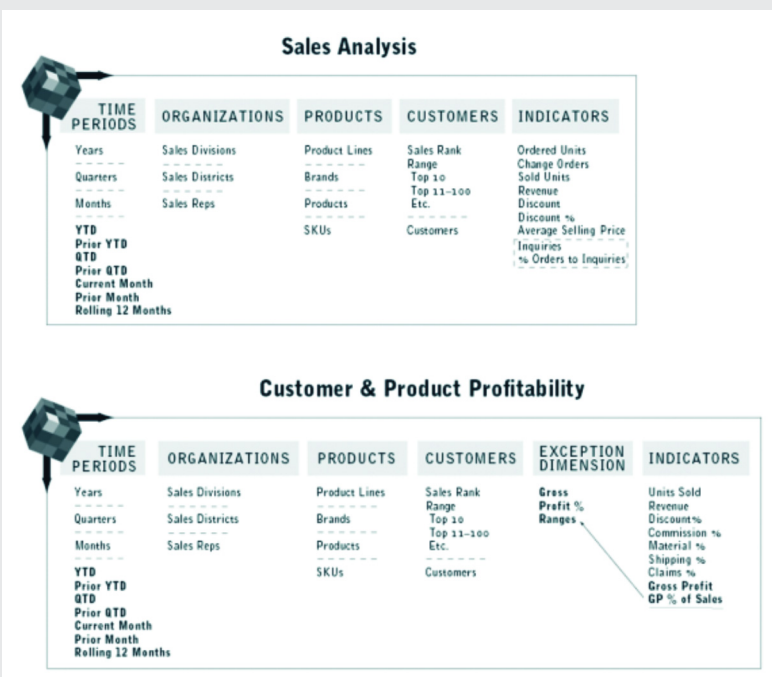 Sales Analysis
TIME PERIODS
Years
Quarters
Months
YTD
Prior YTD
QTD
Prior QTD
Current Month
Prior Month
Rolling 12 Months
ORGANIZATIONS
Sales Divisions
Sales Districts
Sales Reps
PRODUCTS
Product Lines
Brands
Products
SKUs
CUSTOMERS
Sales Rank
Range
Top 10
Top 11-100
Etc.
Customers
INDICATORS
Ordered Units
Change Orders
Sold Units
Revenue
Discount
Discount %
Average Selling Price
Inquiries
% Orders to Inquiries
Customer & Product Profitability
TIME PERIODS
Years
Quarters
Months
YTD
Prior YTD
QTD
Prior QTD
Current Month
Prior Month
Rolling 12 Months
ORGANIZATIONS
Sales Divisions
Sales Districts
Sales Reps
PRODUCTS
Product Lines
Brands
Products
SKUs
CUSTOMERS
Sales Rank
Range
Top 10
Top 11-100
Etc.
Customers
EXCEPTION DIMENSION
Gross
Profit %
Ranges
INDICATORS
Units Sold
Revenue
Discount%
Commission %
Material %
Shipping %
Claims %
Gross Profit
GP % of Sales